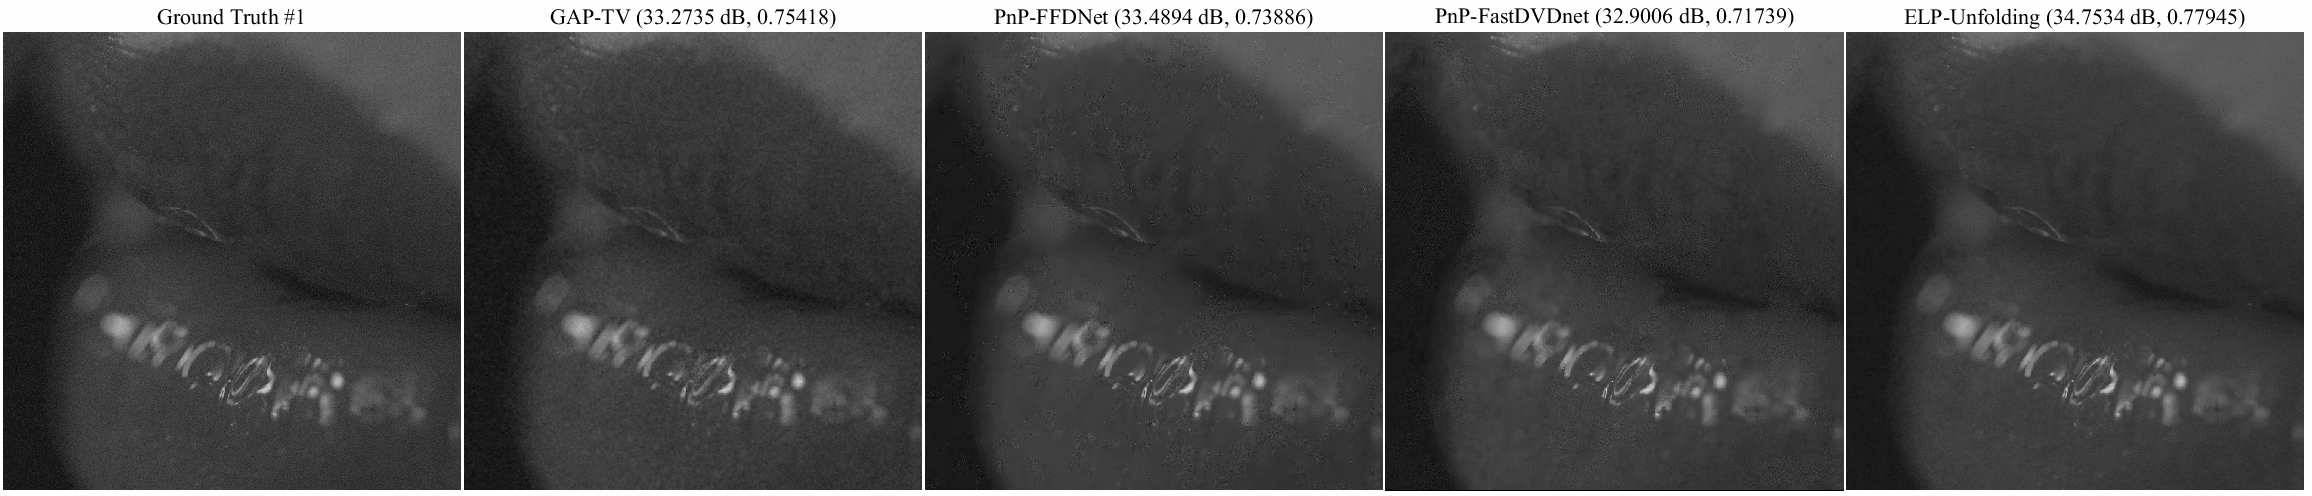 Ground Truth #1
GAP-TV (33.2735 dB, 0.75418)
PnP-FFDNet (33.4894 dB, 0.73886)
PnP-FastDVDnet (32.9006 dB, 0.71739)
ELP-Unfolding (34.7534 dB, 0.77945)